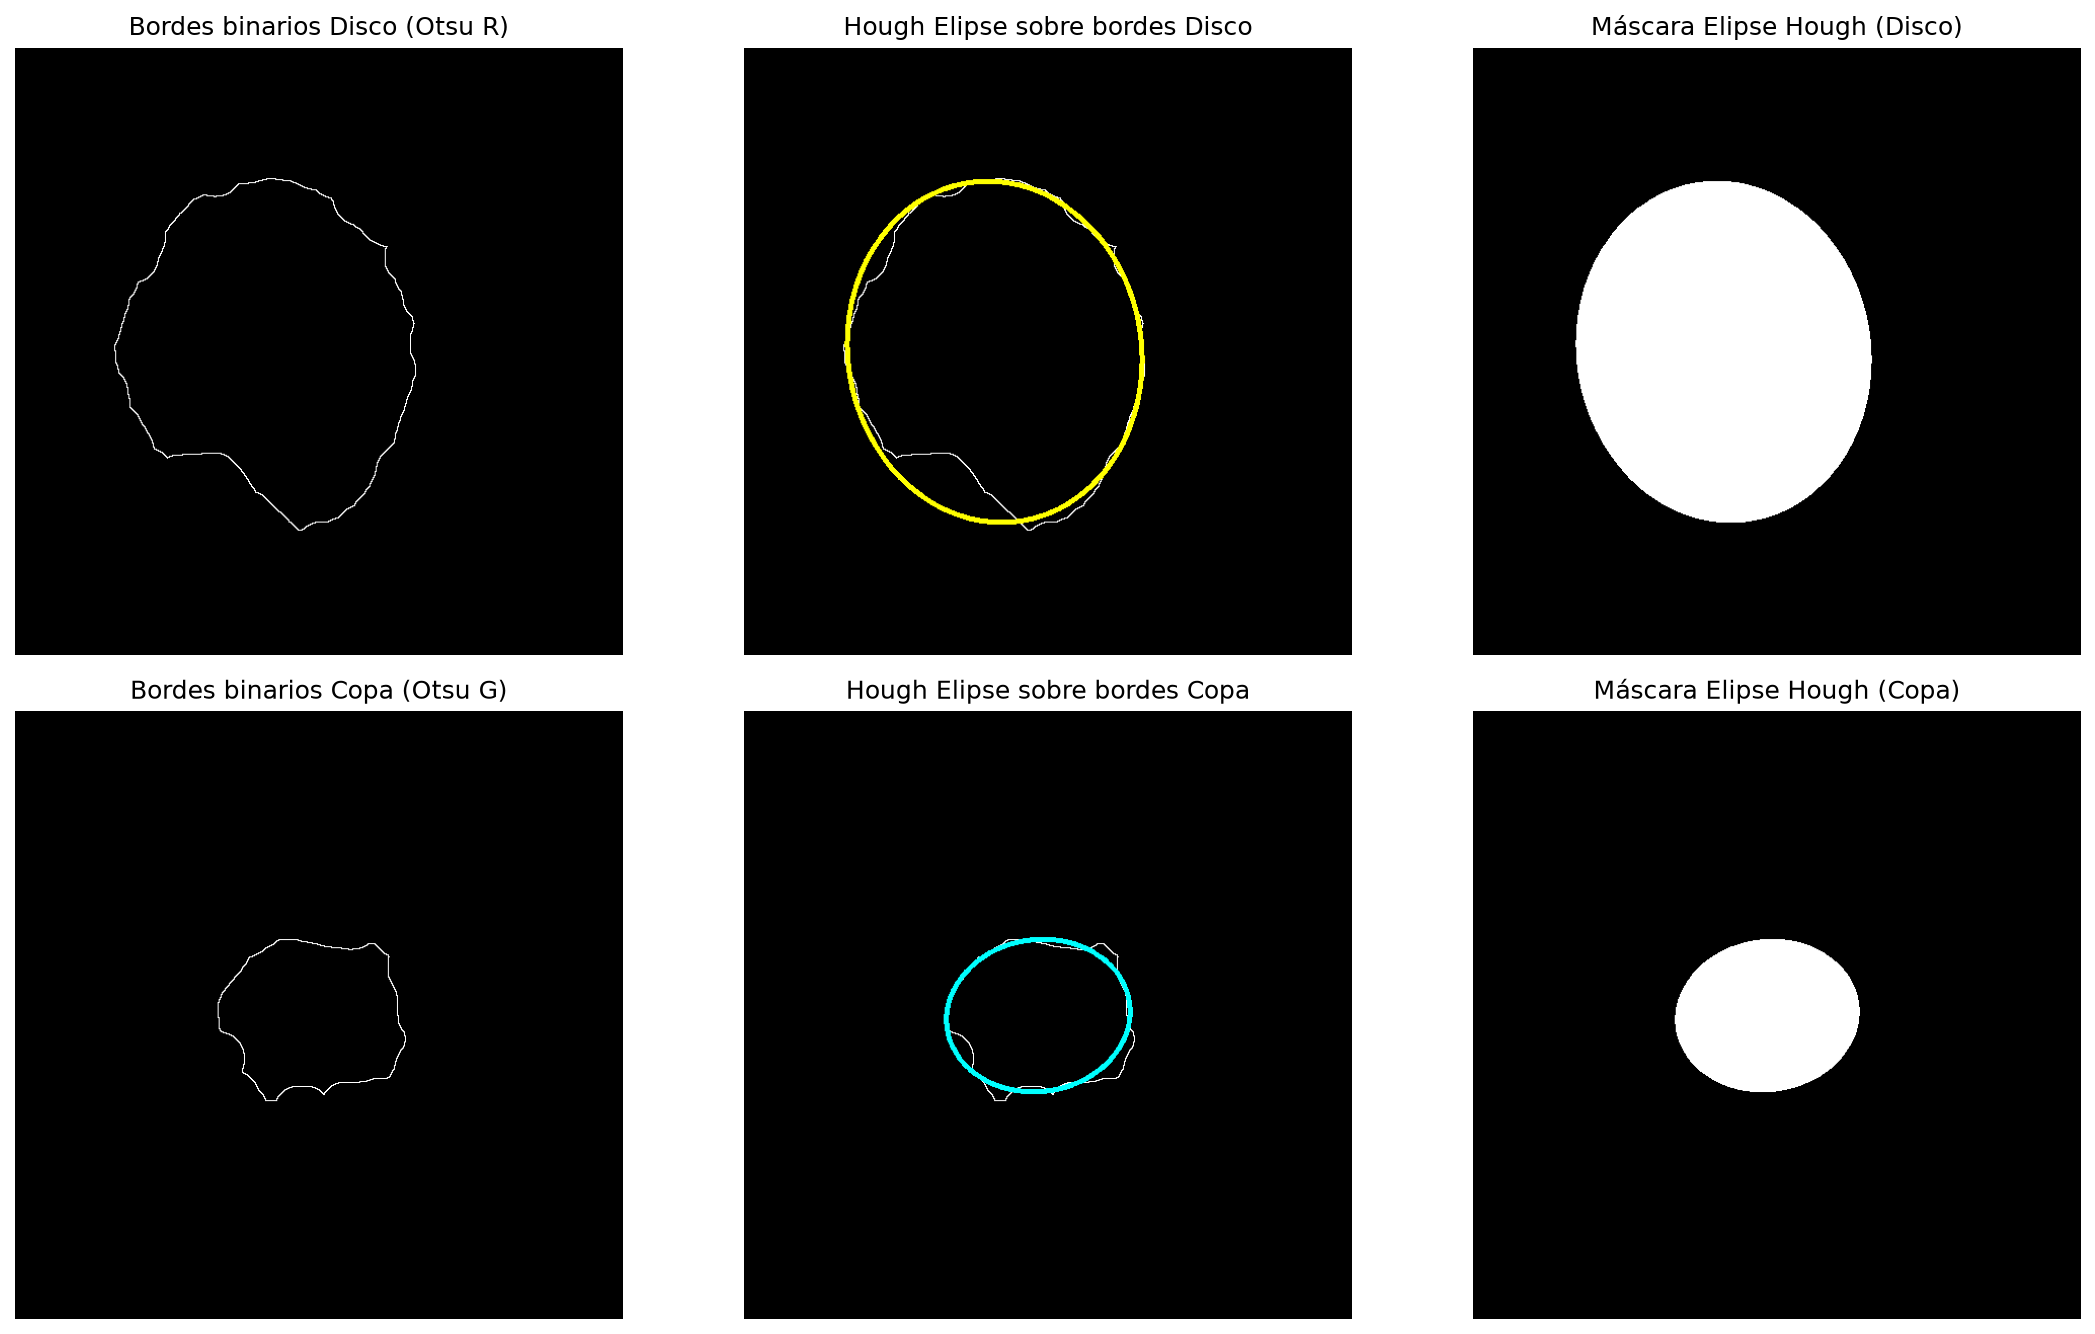 Bordes binarios Disco (Otsu R)
Hough Elipse sobre bordes Disco
Máscara Elipse Hough (Disco)
Bordes binarios Copa (Otsu G)
Hough Elipse sobre bordes Copa
Máscara Elipse Hough (Copa)